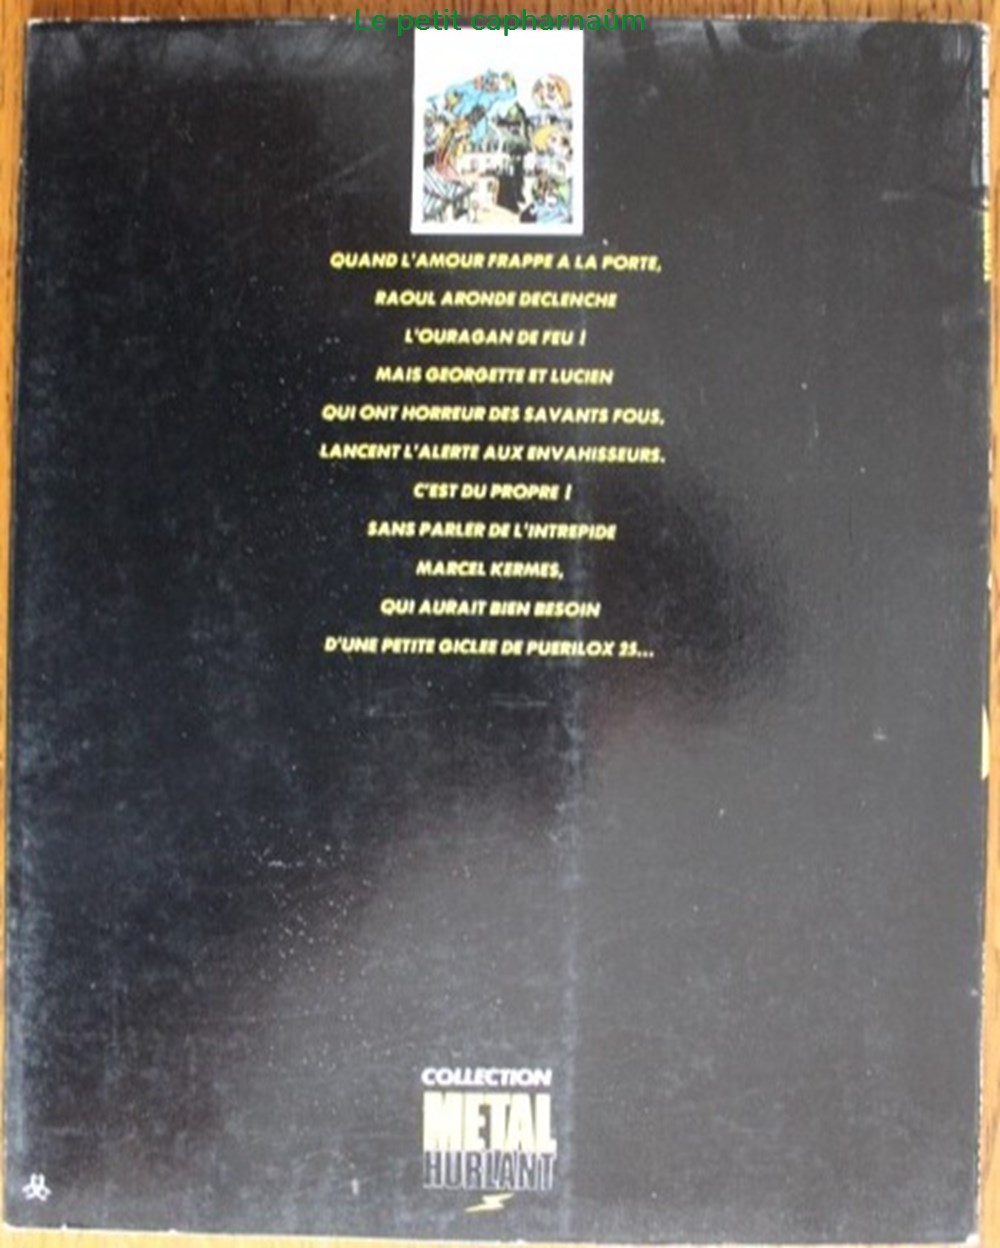 Le petit capharnaüm
QUAND L'AMOUR FRAPPE A LA PORTE,
RAOUL ARONDE DECLENCHE
L'OURAGAN DE FEU !
MAIS GEORGETTE ET LUCIEN
QUI ONT HORREUR DES SAVANTS FOUS,
LANCENT L'ALERTE AUX ENVAHISSEURS.
C'EST DU PROPRE !
SANS PARLER DE L'INTREPIDE
MARCEL KERMES,
QUI AURAIT BIEN BESOIN
D'UNE PETITE GICLEE DE PUERILOX 25...
COLLECTION
METAL
HURLANT